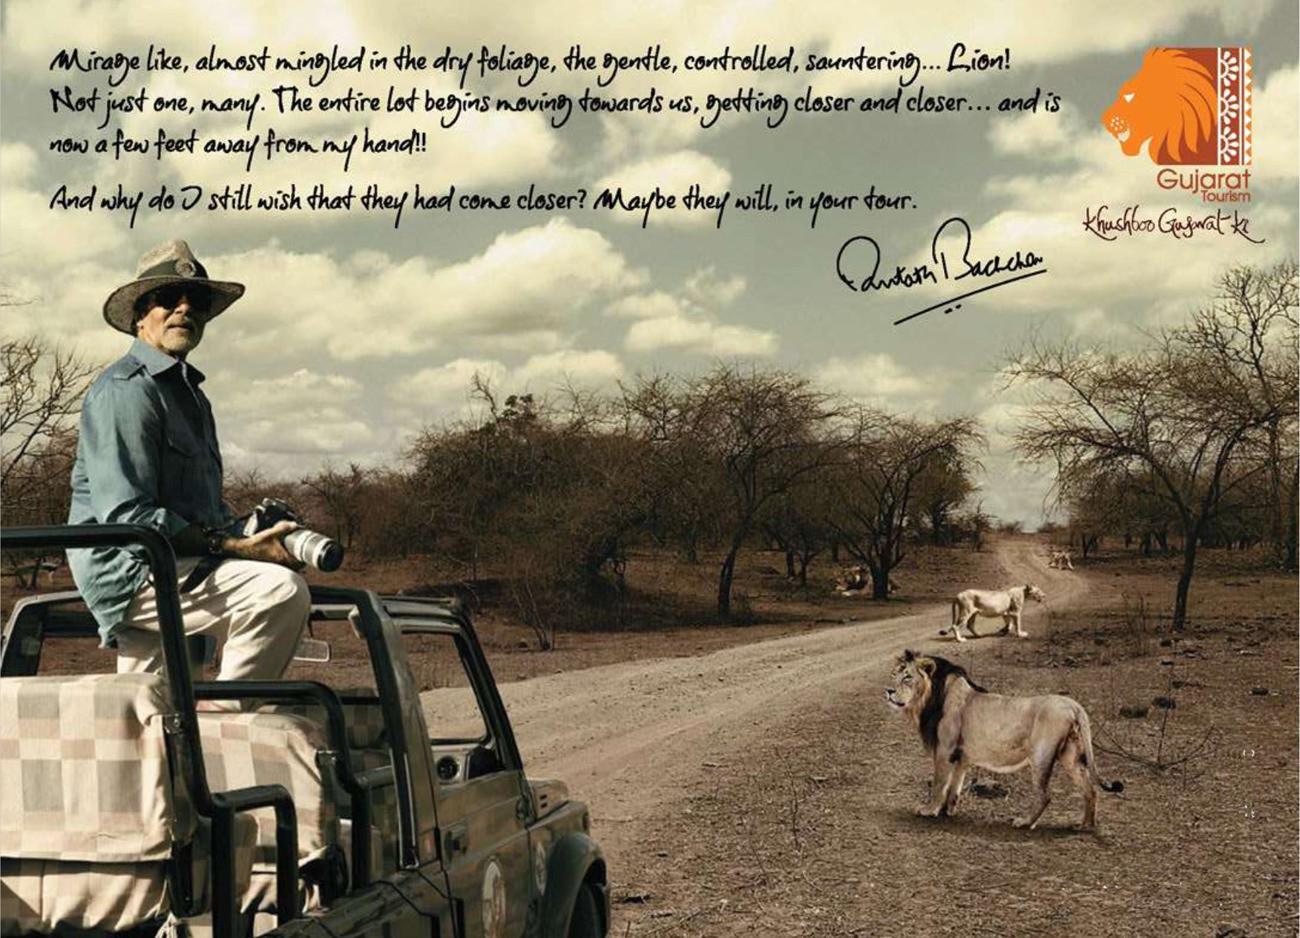 Mirage like, almost mingled in the dry foliage, the gentle, controlled, sauntering... Lion!
Not just one, many. The entire lot begins moving towards us, getting closer and closer... and is
now a few feet away from my hand!!
And why do I still wish that they had come closer? Maybe they will, in your tour.
Amitabh Bachchan
Gujarat
Tourism
Khushboo Gujarat Ki